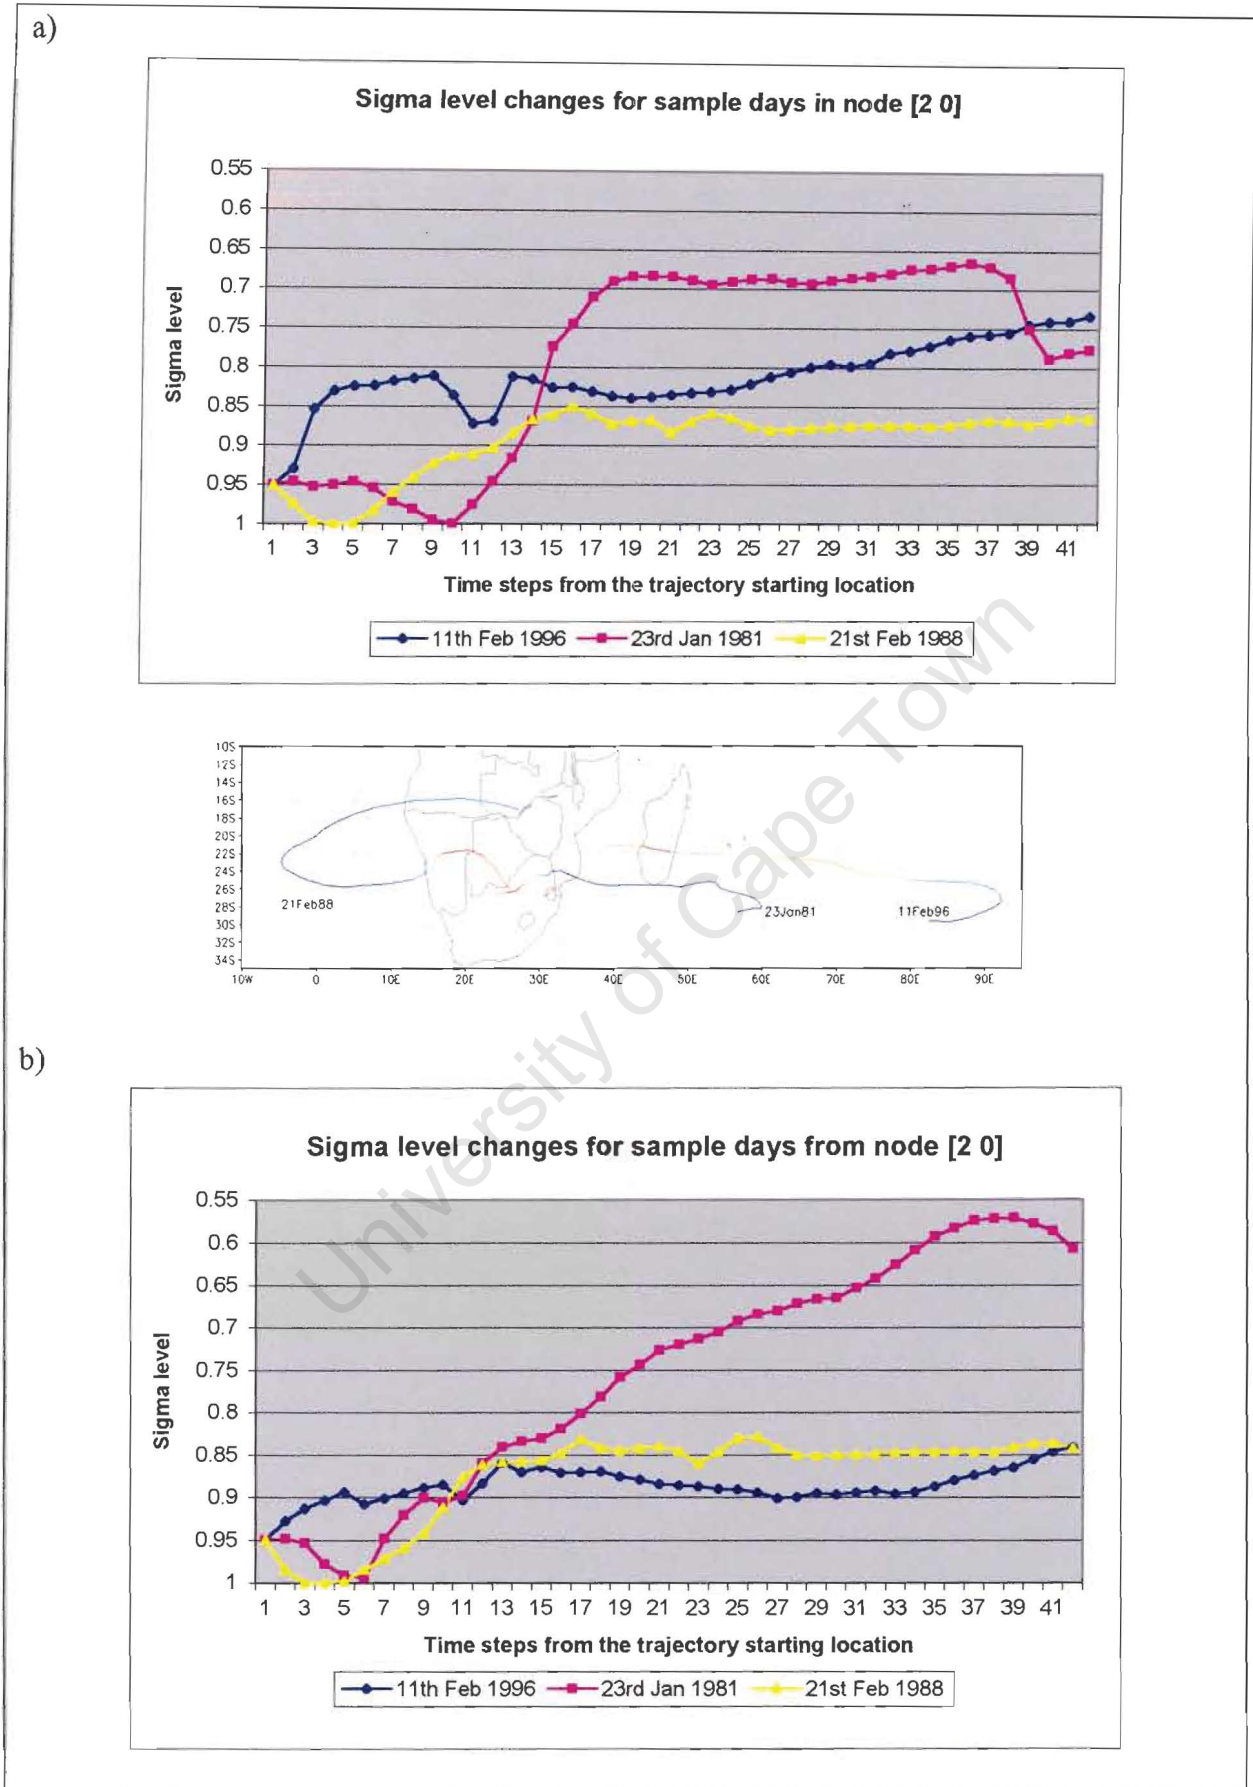 a)
Sigma level changes for sample days in node [2 0]
0.55
0.6
0.65
0.7
0.75
0.8
0.85
0.9
0.95
1
Sigma level
1 3 5 7 9 11 13 15 17 19 21 23 25 27 29 31 33 35 37 39 41
Time steps from the trajectory starting location
11th Feb 1996 23rd Jan 1981 21st Feb 1988
10S
12S
14S
16S
18S
20S
22S
24S
26S
28S
30S
32S
34S
21Feb88 23Jan81 11Feb96
10W 0 10E 20E 30E 40E 50E 60E 70E 80E 90E
b)
Sigma level changes for sample days from node [2 0]
0.55
0.6
0.65
0.7
0.75
0.8
0.85
0.9
0.95
1
Sigma level
1 3 5 7 9 11 13 15 17 19 21 23 25 27 29 31 33 35 37 39 41
Time steps from the trajectory starting location
11th Feb 1996 23rd Jan 1981 21st Feb 1988
University of Cape Town